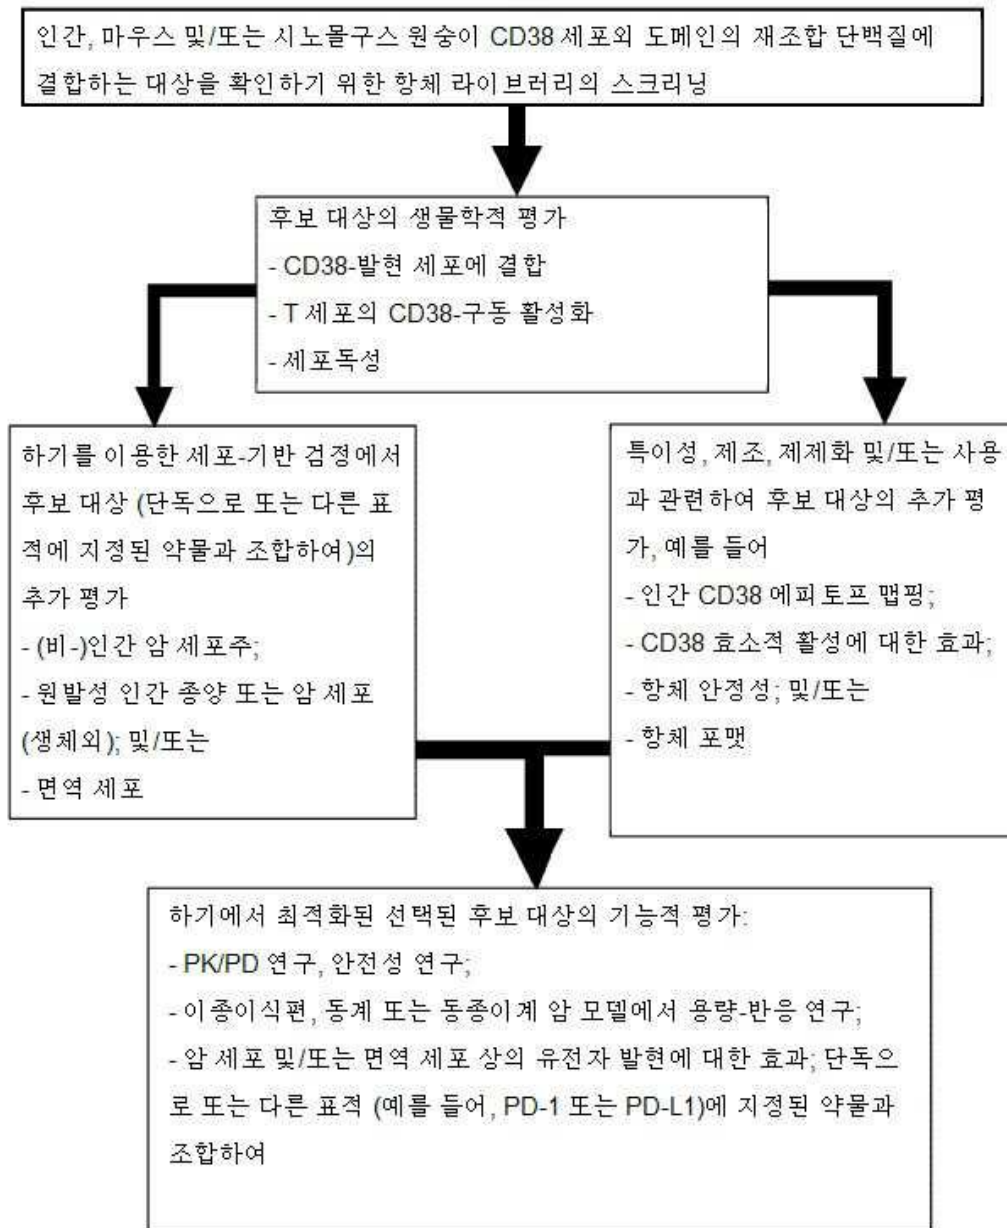 인간, 마우스 및/또는 시노몰구스 원숭이 CD38 세포외 도메인의 재조합 단백질에
결합하는 대상을 확인하기 위한 항체 라이브러리의 스크리닝
후보 대상의 생물학적 평가
- CD38-발현 세포에 결합
- T 세포의 CD38-구동 활성화
- 세포독성
하기를 이용한 세포-기반 검정에서
후보 대상 (단독으로 또는 다른 표
적에 지정된 약물과 조합하여)의
추가 평가
- (비-)인간 암 세포주;
- 원발성 인간 종양 또는 암 세포
(생체외); 및/또는
- 면역 세포
특이성, 제조, 제제화 및/또는 사용
과 관련하여 후보 대상의 추가 평
가, 예를 들어
- 인간 CD38 에피토프 맵핑;
- CD38 효소적 활성에 대한 효과;
- 항체 안정성; 및/또는
- 항체 포맷
하기에서 최적화된 선택된 후보 대상의 기능적 평가:
- PK/PD 연구, 안전성 연구;
- 이종이식편, 동계 또는 동종이계 암 모델에서 용량-반응 연구;
- 암 세포 및/또는 면역 세포 상의 유전자 발현에 대한 효과; 단독으
로 또는 다른 표적 (예를 들어, PD-1 또는 PD-L1)에 지정된 약물과
조합하여